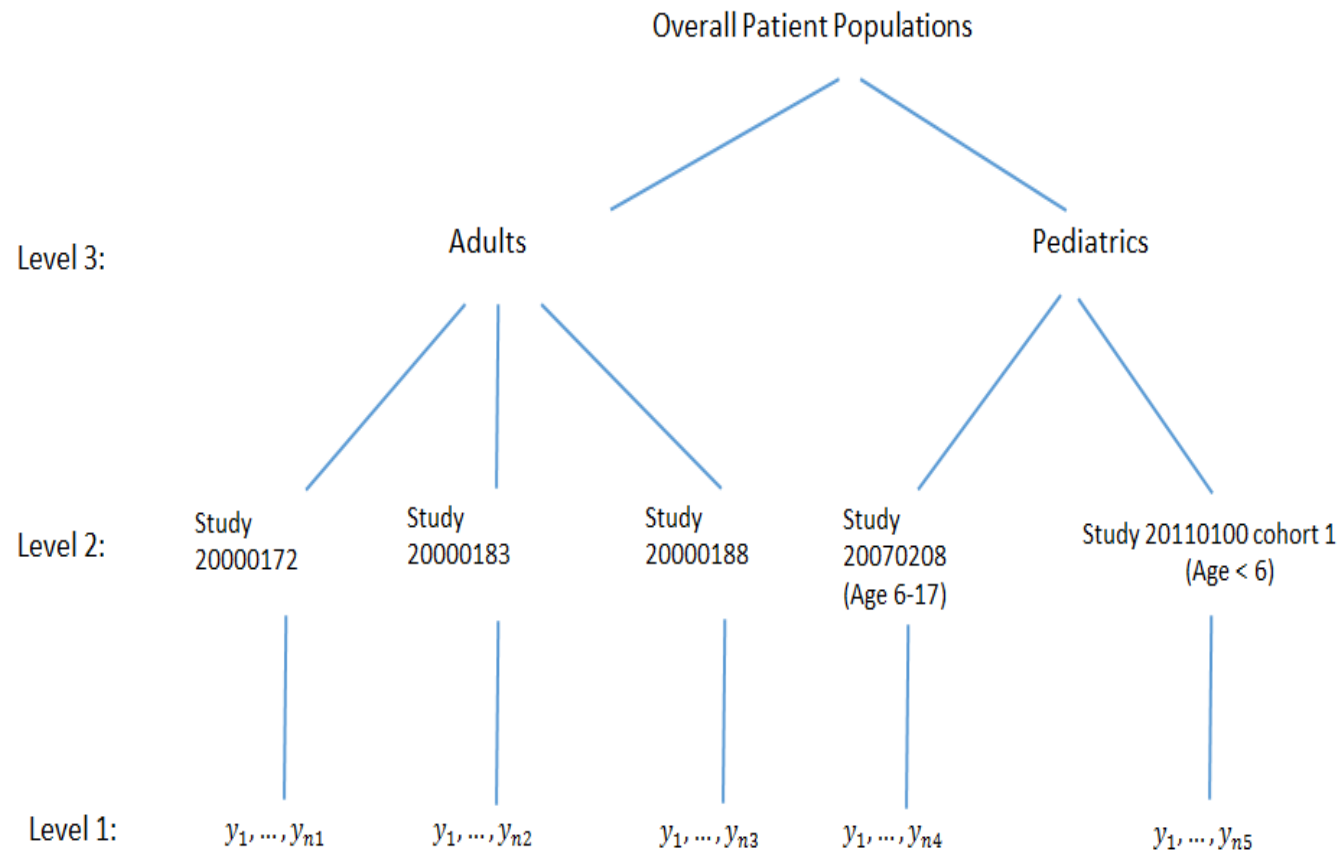 Overall Patient Populations
Level 3:
Adults
Pediatrics
Level 2:
Study
20000172
Study
20000183
Study
20000188
Study
20070208
(Age 6-17)
Study 20110100 cohort 1
(Age < 6)
Level 1:
y₁, ..., yₙ₁
y₁, ..., yₙ₂
y₁, ..., yₙ₃
y₁, ..., yₙ₄
y₁, ..., yₙ₅